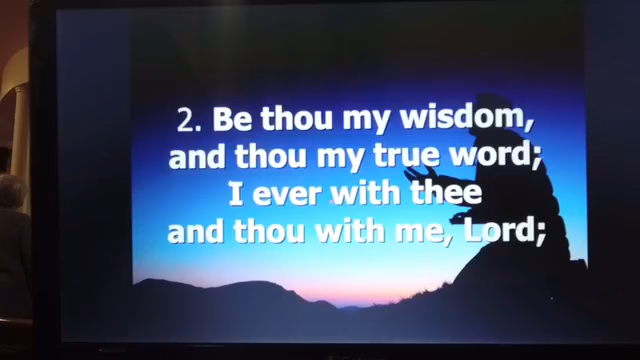 2. Be thou my wisdom,
and thou my true word;
I ever with thee
and thou with me, Lord;